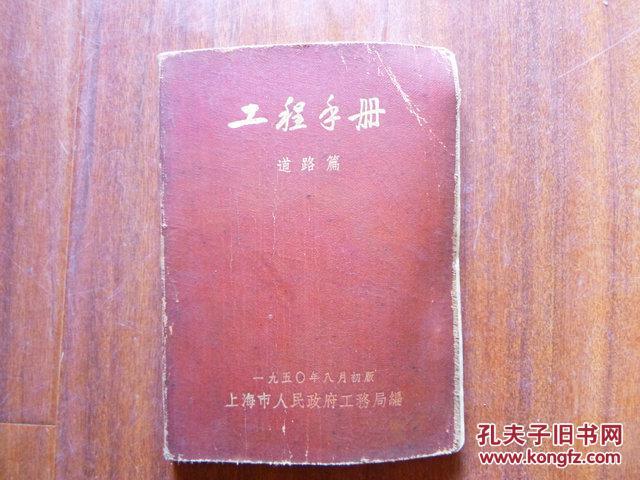 工程手册
道路篇
一九五〇年八月初版
上海市人民政府工務局編
孔夫子旧书网
www.kongfz.com